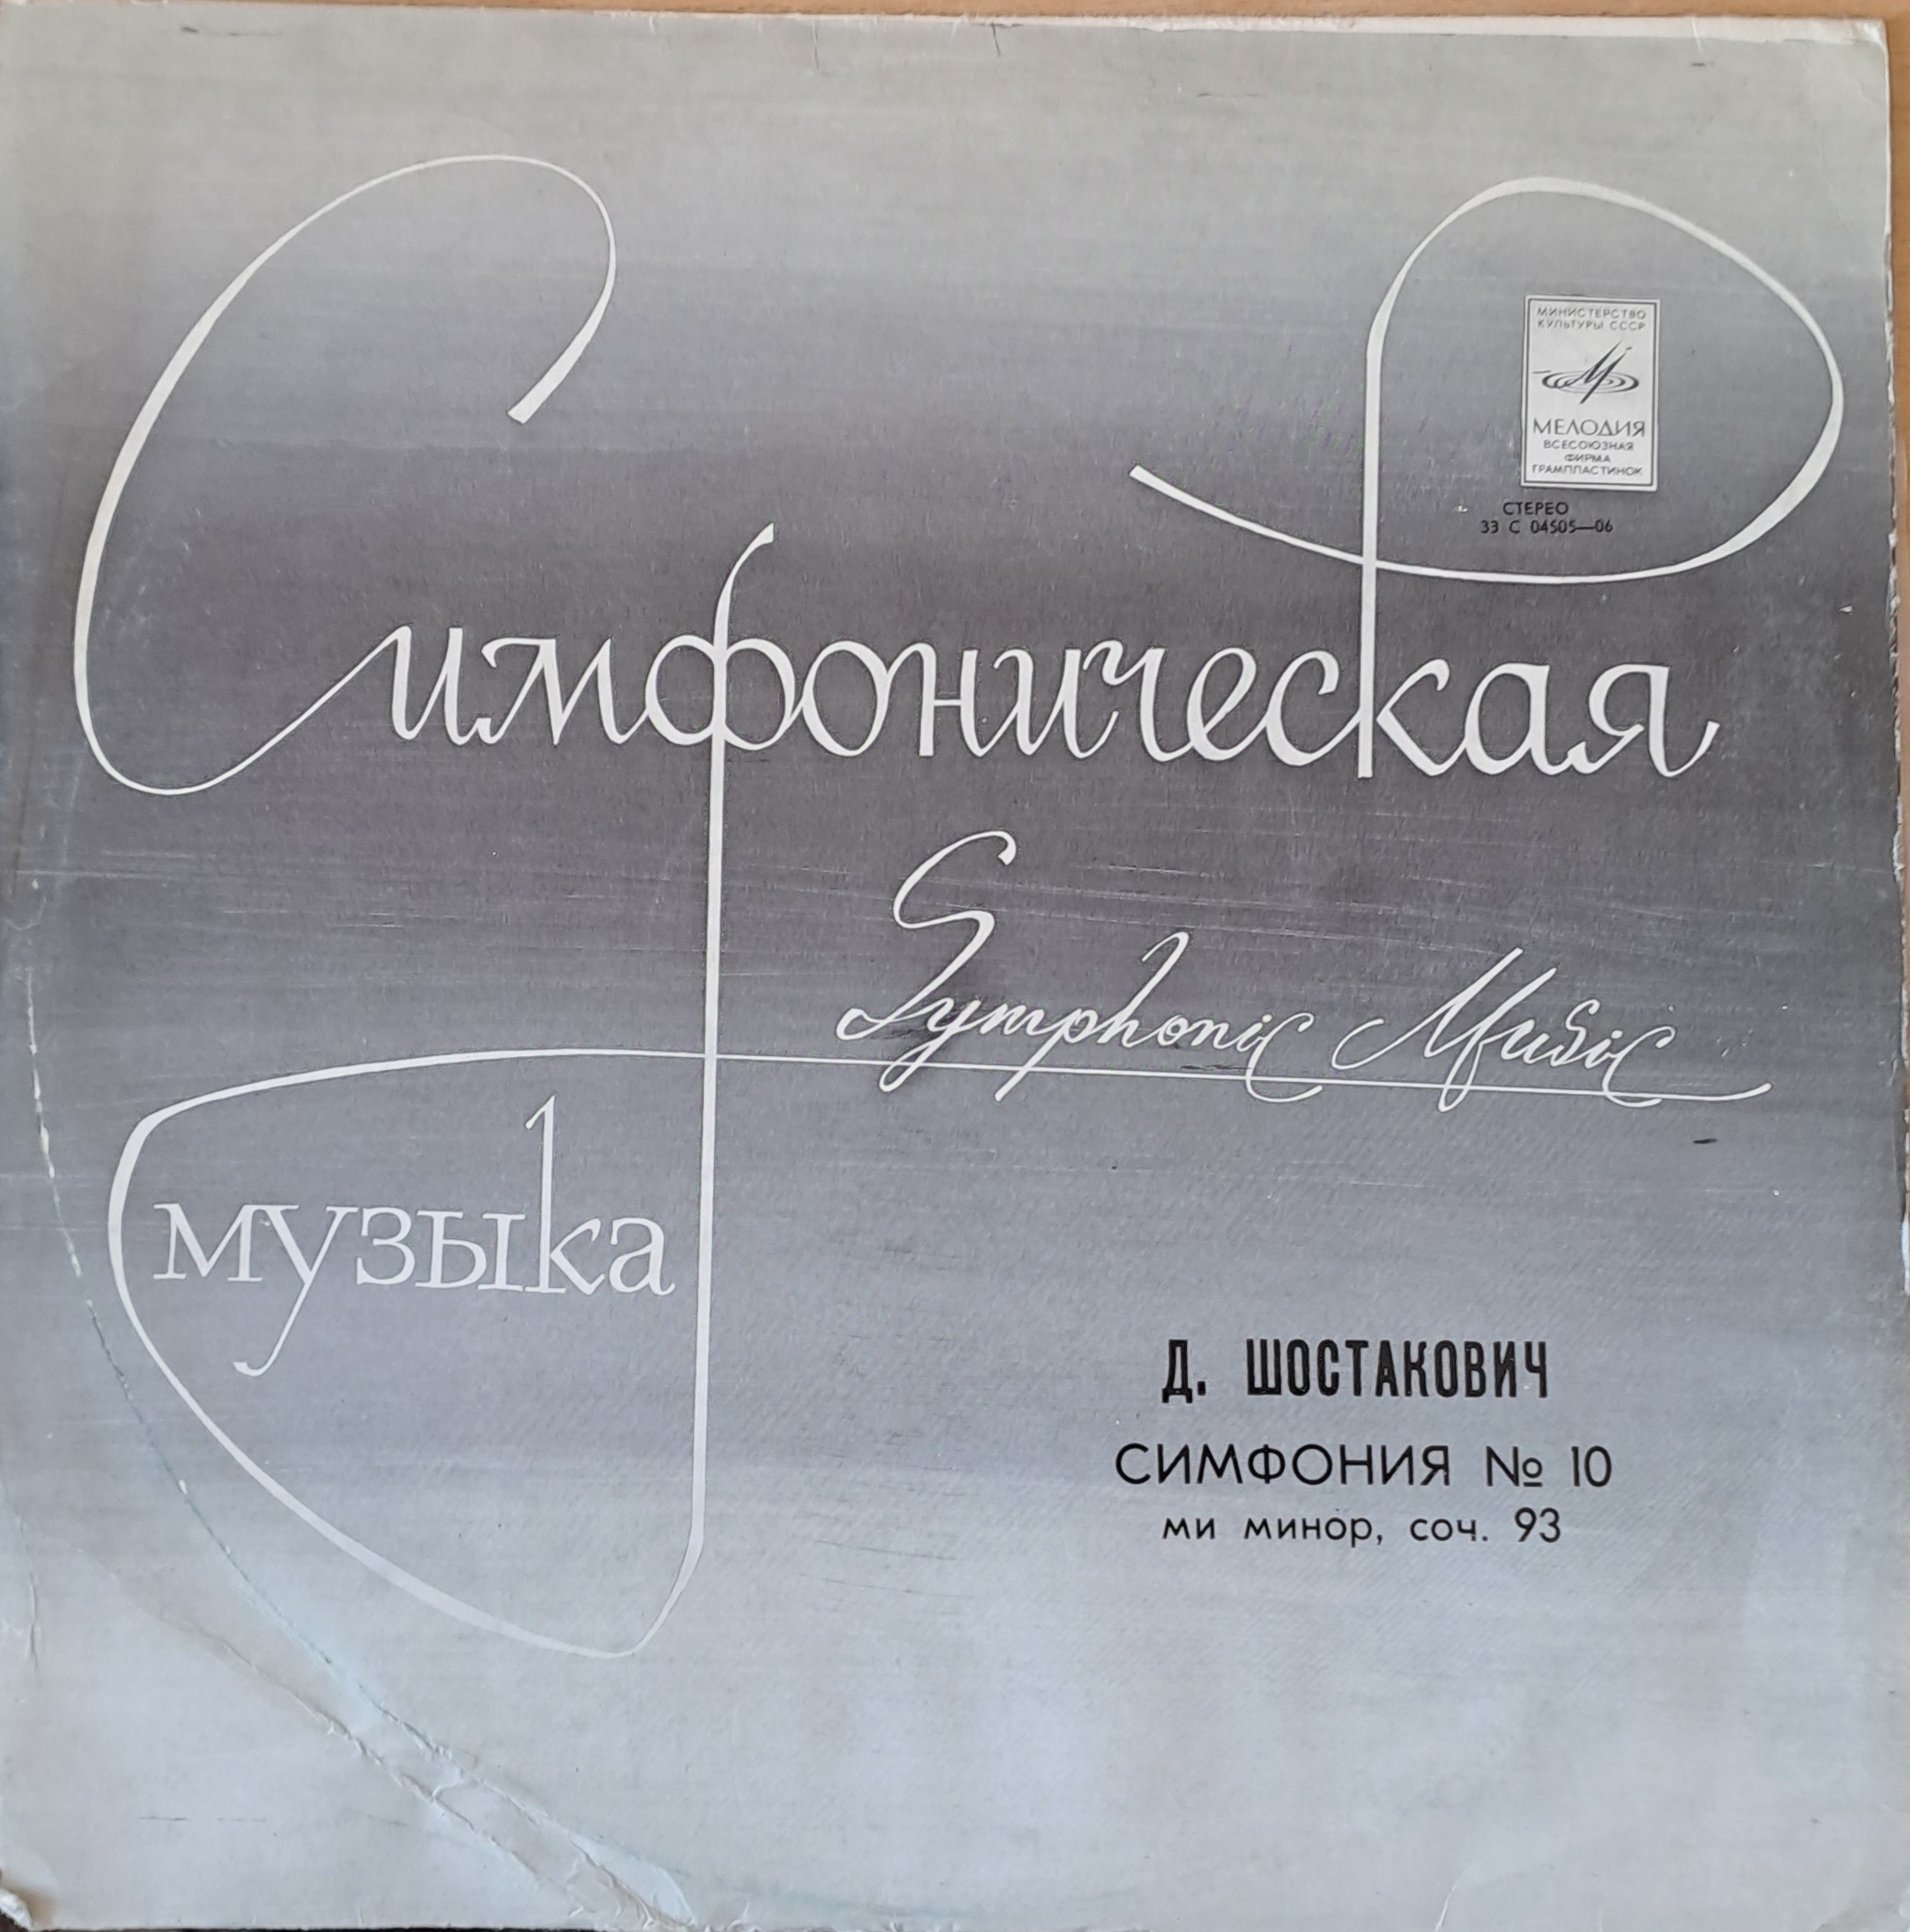 МИНИСТЕРСТВО
КУЛЬТУРЫ СССР
МЕЛОДИЯ
ВСЕСОЮЗНАЯ
ФИРМА
ГРАМПЛАСТИНОК
СТЕРЕО
33 С 04505—06
Симфоническая
Symphonic Music
музыка
Д. ШОСТАКОВИЧ
СИМФОНИЯ № 10
ми минор, соч. 93